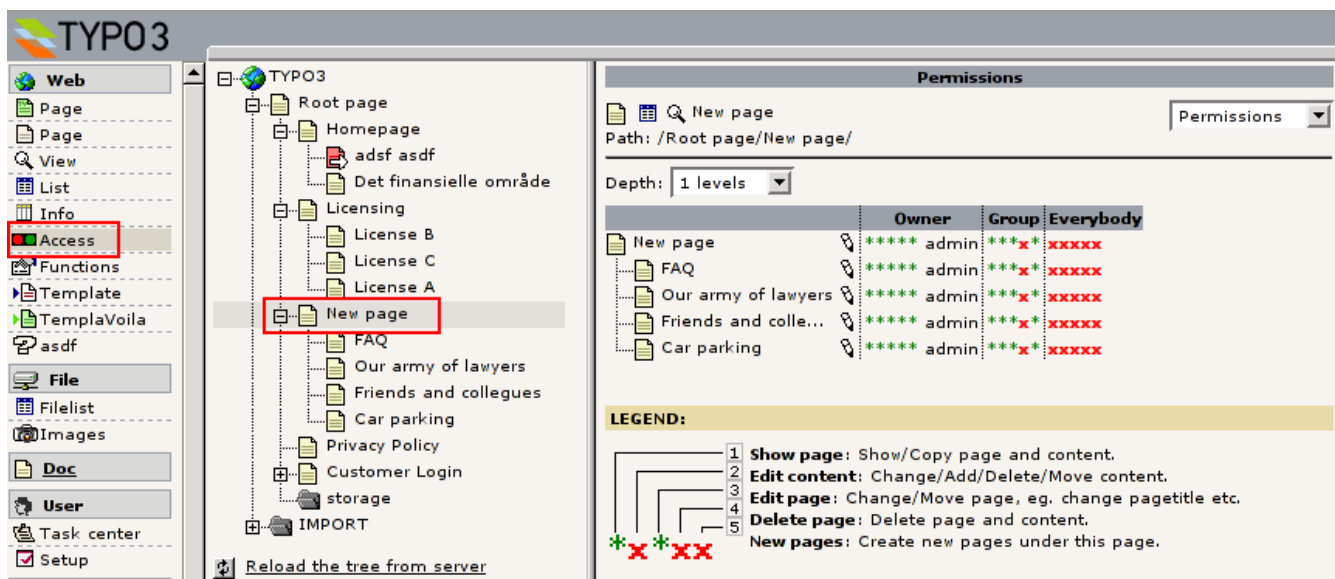 TYPO3
Web
Page
Page
View
List
Info
Access
Functions
Template
TemplaVoila
asdf
File
Filelist
Images
Doc
User
Task center
Setup
TYPO3
Root page
Homepage
adsf asdf
Det finansielle område
Licensing
License B
License C
License A
New page
FAQ
Our army of lawyers
Friends and collegues
Car parking
Privacy Policy
Customer Login
storage
IMPORT
Reload the tree from server
Permissions
New page Permissions
Path: /Root page/New page/
Depth: 1 levels
Owner Group Everybody
New page ***** admin ***x* xxxxx
FAQ ***** admin ***x* xxxxx
Our army of lawyers ***** admin ***x* xxxxx
Friends and colle... ***** admin ***x* xxxxx
Car parking ***** admin ***x* xxxxx
LEGEND:
1 Show page: Show/Copy page and content.
2 Edit content: Change/Add/Delete/Move content.
3 Edit page: Change/Move page, eg. change pagetitle etc.
4 Delete page: Delete page and content.
5 New pages: Create new pages under this page.
*x*xx